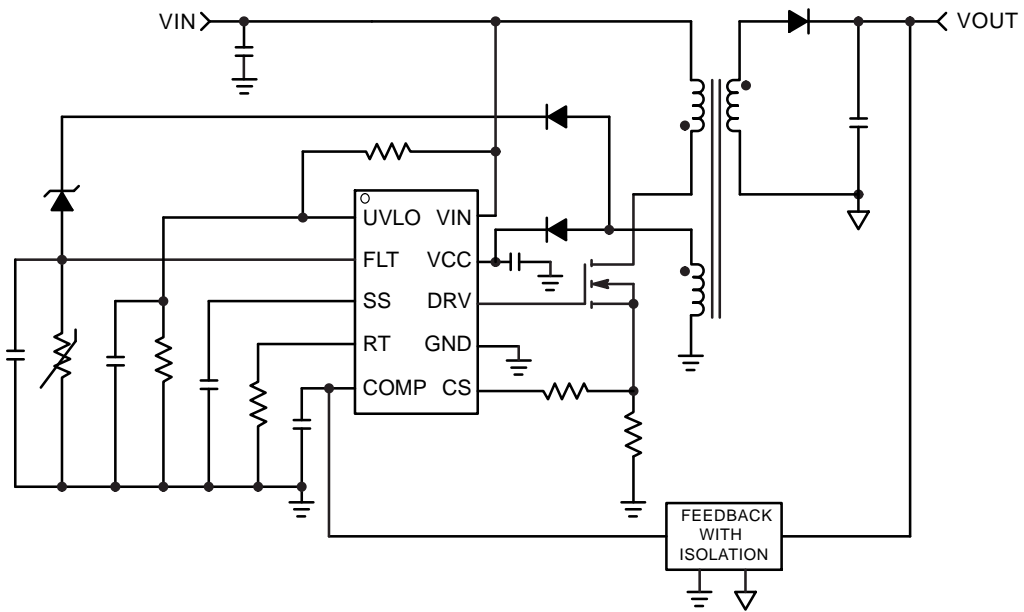 VIN
VOUT
UVLO
VIN
FLT
VCC
SS
DRV
RT
GND
COMP
CS
FEEDBACK
WITH
ISOLATION